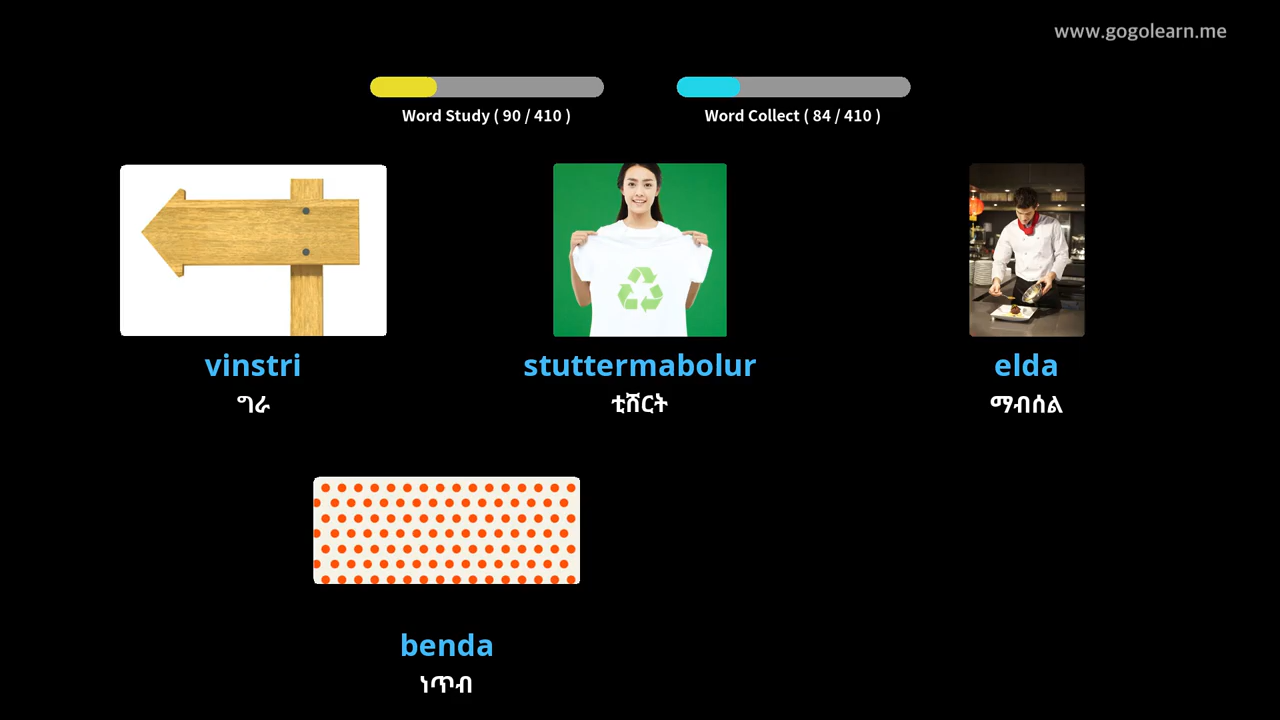 www.gogolearn.me
Word Study ( 90 / 410 )
Word Collect ( 84 / 410 )
vinstri
ግራ
stuttermabolur
ቲሸርት
elda
ማብሰል
benda
ነጥብ